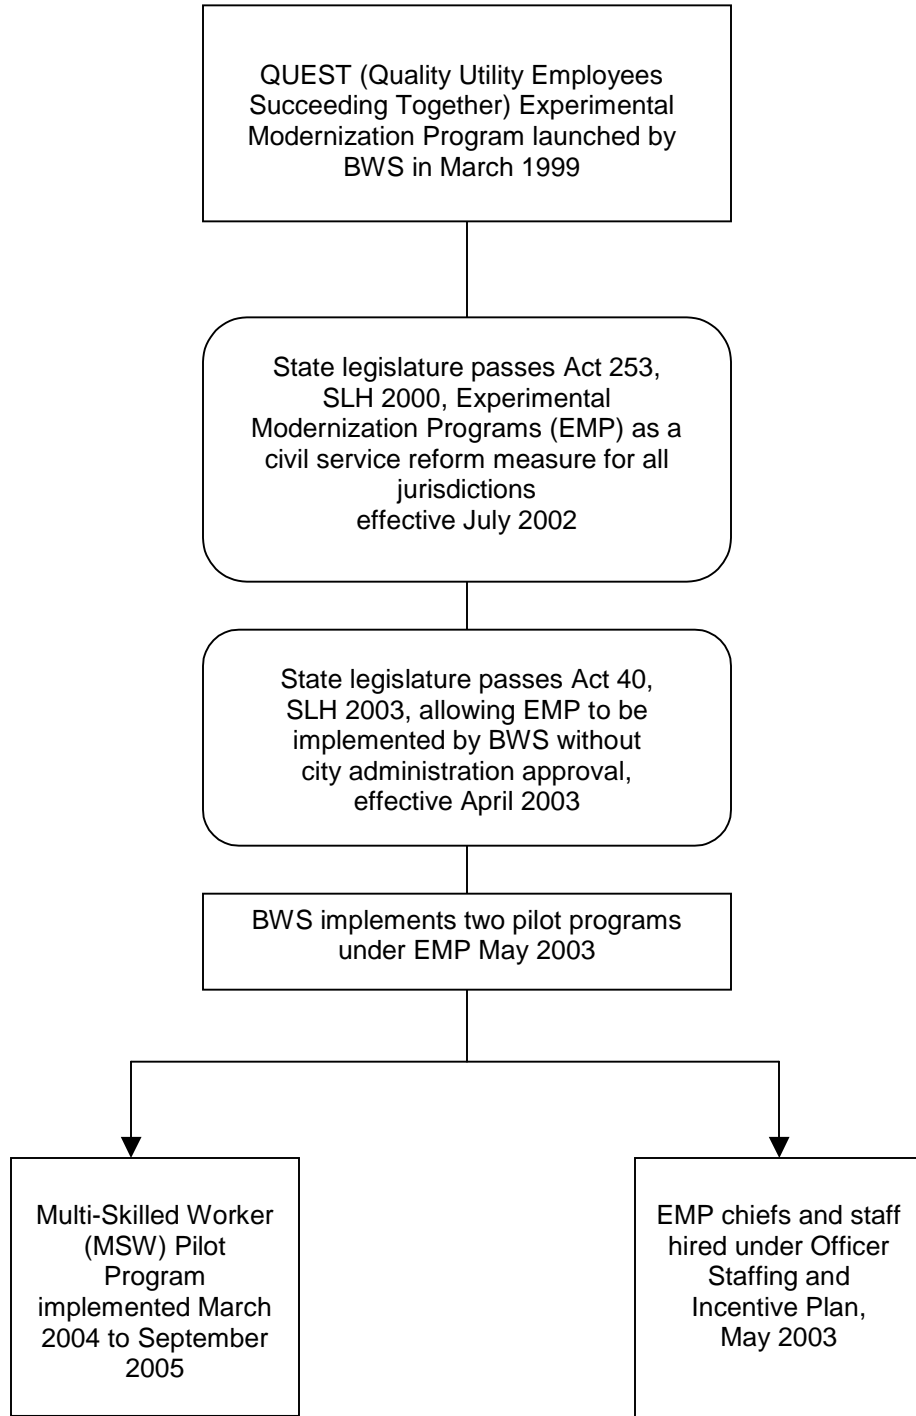 QUEST (Quality Utility Employees
Succeeding Together) Experimental
Modernization Program launched by
BWS in March 1999
State legislature passes Act 253,
SLH 2000, Experimental
Modernization Programs (EMP) as a
civil service reform measure for all
jurisdictions
effective July 2002
State legislature passes Act 40,
SLH 2003, allowing EMP to be
implemented by BWS without
city administration approval,
effective April 2003
BWS implements two pilot programs
under EMP May 2003
Multi-Skilled Worker
(MSW) Pilot
Program
implemented March
2004 to September
2005
EMP chiefs and staff
hired under Officer
Staffing and
Incentive Plan,
May 2003